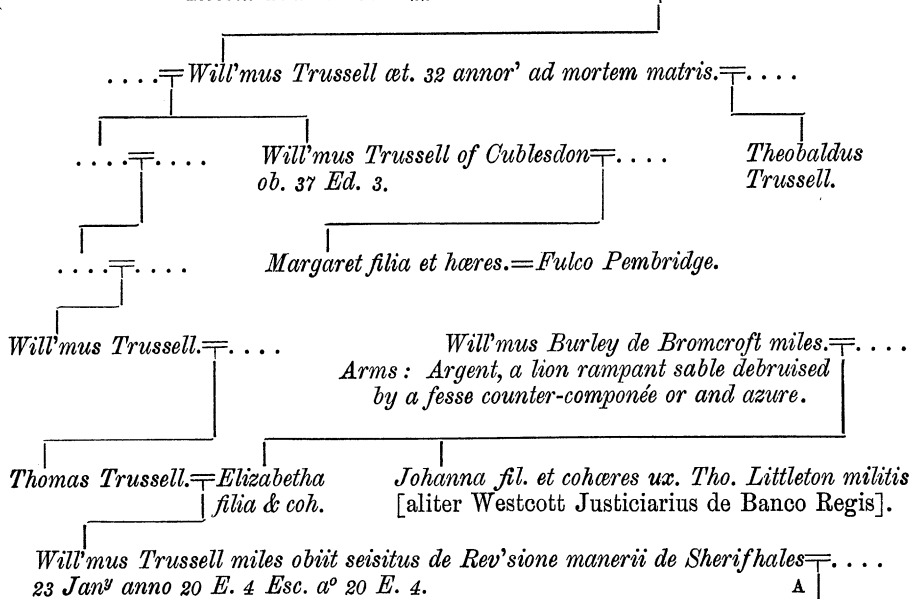 . . . .=Will'mus Trussell æt. 32 annor' ad mortem matris.=. . . .
. . . .=. . . . Will'mus Trussell of Cublesdon=. . . . Theobaldus
ob. 37 Ed. 3. Trussell.
. . . .=. . . . Margaret filia et hæres.=Fulco Pembridge.
Will'mus Trussell.=. . . . Will'mus Burley de Bromcroft miles.=. . . .
Arms : Argent, a lion rampant sable debruised
by a fesse counter-componée or and azure.
Thomas Trussell.=Elizabetha Johanna fil. et cohæres ux. Tho. Littleton militis
filia & coh. [aliter Westcott Justiciarius de Banco Regis].
Will'mus Trussell miles obiit seisitus de Rev'sione manerii de Sherifhales=. . . .
23 Janʸ anno 20 E. 4 Esc. aº 20 E. 4. A